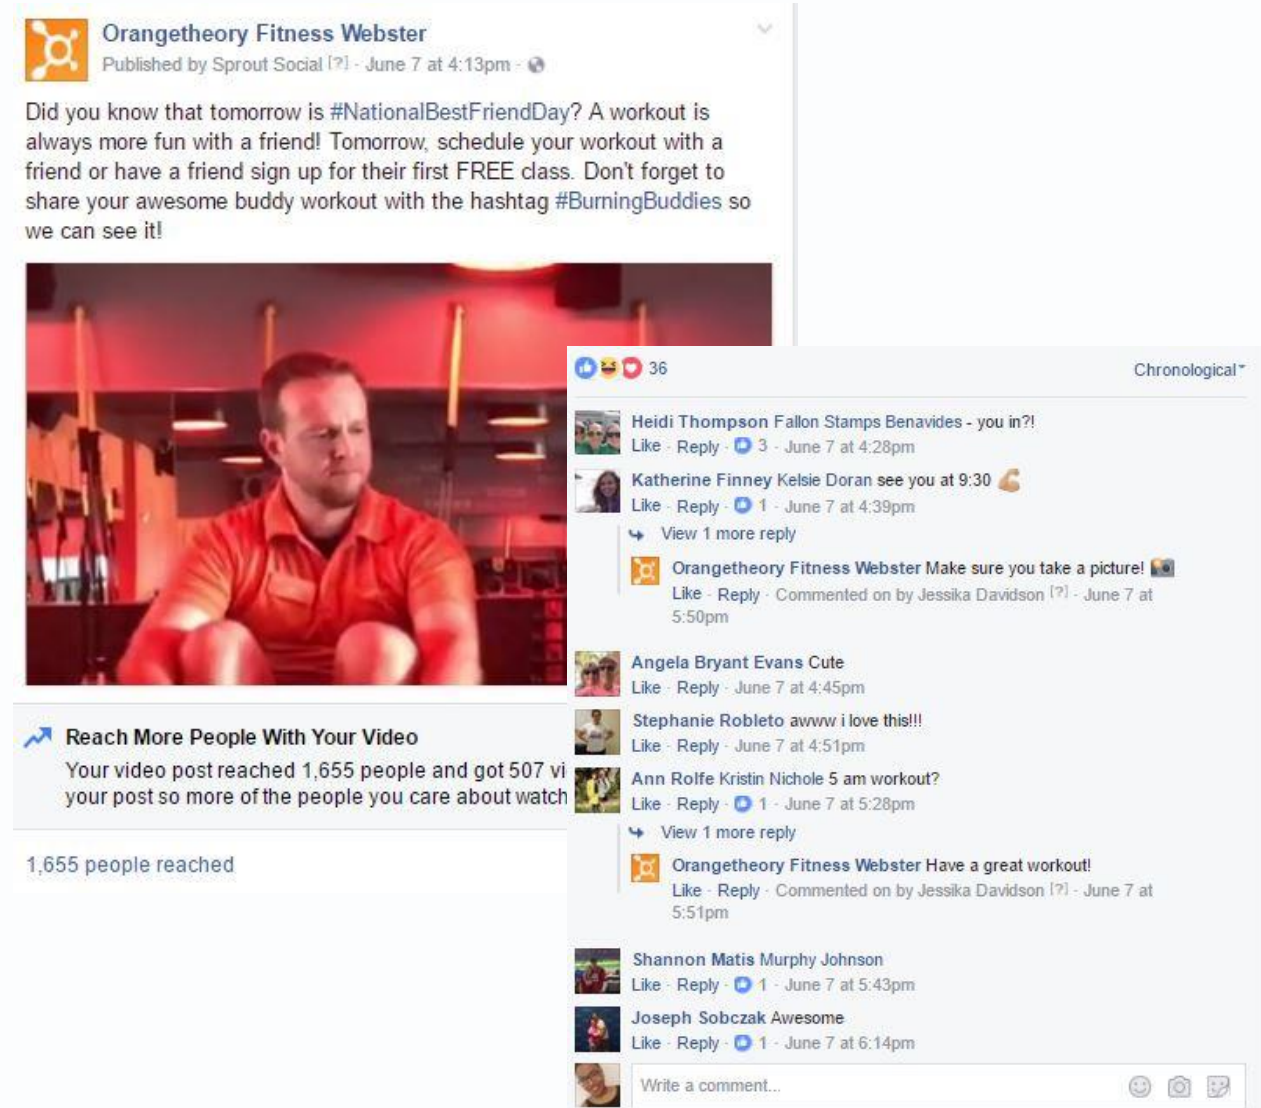 Orangetheory Fitness Webster
Published by Sprout Social [?] · June 7 at 4:13pm ·
Did you know that tomorrow is #NationalBestFriendDay? A workout is
always more fun with a friend! Tomorrow, schedule your workout with a
friend or have a friend sign up for their first FREE class. Don't forget to
share your awesome buddy workout with the hashtag #BurningBuddies so
we can see it!
Reach More People With Your Video
Your video post reached 1,655 people and got 507 vi
your post so more of the people you care about watch
1,655 people reached
36
Chronological
Heidi Thompson Fallon Stamps Benavides - you in?!
Like · Reply · 3 · June 7 at 4:28pm
Katherine Finney Kelsie Doran see you at 9:30
Like · Reply · 1 · June 7 at 4:39pm
View 1 more reply
Orangetheory Fitness Webster Make sure you take a picture!
Like · Reply · Commented on by Jessika Davidson [?] · June 7 at
5:50pm
Angela Bryant Evans Cute
Like · Reply · June 7 at 4:45pm
Stephanie Robleto awww i love this!!!
Like · Reply · June 7 at 4:51pm
Ann Rolfe Kristin Nichole 5 am workout?
Like · Reply · 1 · June 7 at 5:28pm
View 1 more reply
Orangetheory Fitness Webster Have a great workout!
Like · Reply · Commented on by Jessika Davidson [?] · June 7 at
5:51pm
Shannon Matis Murphy Johnson
Like · Reply · 1 · June 7 at 5:43pm
Joseph Sobczak Awesome
Like · Reply · 1 · June 7 at 6:14pm
Write a comment...